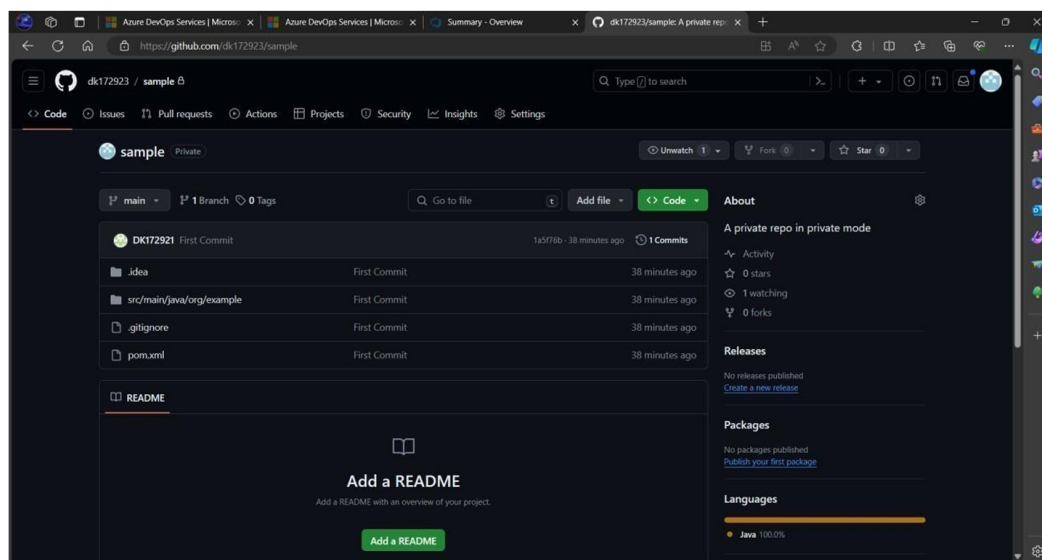 Azure DevOps Services | Microso
Azure DevOps Services | Microso
Summary - Overview
dk172923/sample: A private repo
https://github.com/dk172923/sample
dk172923 / sample
Type / to search
<> Code
Issues
Pull requests
Actions
Projects
Security
Insights
Settings
sample Private
Unwatch 1
Fork 0
Star 0
main
1 Branch
0 Tags
Go to file
t
Add file
<> Code
DK172921 First Commit
1a5f76b · 38 minutes ago
1 Commits
.idea First Commit 38 minutes ago
src/main/java/org/example First Commit 38 minutes ago
.gitignore First Commit 38 minutes ago
pom.xml First Commit 38 minutes ago
README
Add a README
Add a README with an overview of your project.
Add a README
About
A private repo in private mode
Activity
0 stars
1 watching
0 forks
Releases
No releases published
Create a new release
Packages
No packages published
Publish your first package
Languages
Java 100.0%